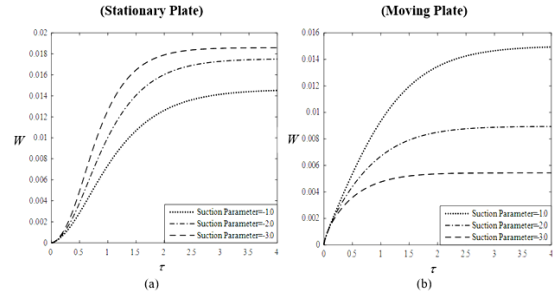 (Stationary Plate)
0.02
0.018
0.016
0.014
0.012
W 0.01
0.008
0.006
0.004
0.002
0
0 0.5 1 1.5 2 2.5 3 3.5 4
τ
Suction Parameter=-1.0
Suction Parameter=-2.0
Suction Parameter=-3.0
(a)
(Moving Plate)
0.016
0.014
0.012
0.01
W 0.008
0.006
0.004
0.002
0
0 0.5 1 1.5 2 2.5 3 3.5 4
τ
Suction Parameter=-1.0
Suction Parameter=-2.0
Suction Parameter=-3.0
(b)